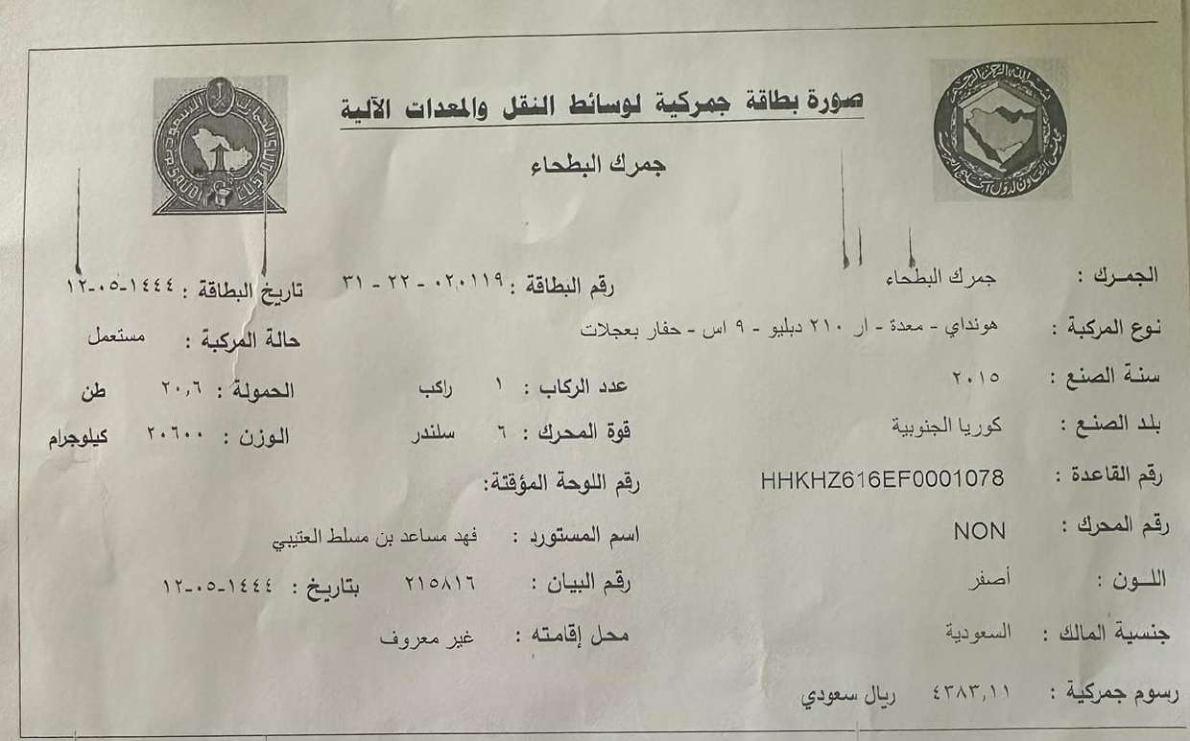 صورة بطاقة جمركية لوسائط النقل والمعدات الآلية
جمرك البطحاء
الجمـرك : جمرك البطحاء رقم البطاقة : ٠٢٠١١٩ - ٢٢ - ٣١ تاريخ البطاقة : ١٤٤٤-٠٥-١٢
نوع المركبة : هونداي - معدة - ار ٢١٠ دبليو - ٩ اس - حفار بعجلات حالة المركبة : مستعمل
سنة الصنع : ٢٠١٥ عدد الركاب : ١ راكب الحمولة : ٢٠,٦ طن
بلد الصنع : كوريا الجنوبية قوة المحرك : ٦ سلندر الوزن : ٢٠٦٠٠ كيلوجرام
رقم القاعدة : HHKHZ616EF0001078 رقم اللوحة المؤقتة:
رقم المحرك : NON اسم المستورد : فهد مساعد بن مسلط العتيبي
اللـون : أصفر رقم البيان : ٢١٥٨١٦ بتاريخ : ١٤٤٤-٠٥-١٢
جنسية المالك : السعودية محل إقامته : غير معروف
رسوم جمركية : ٤٣٨٣,١١ ريال سعودي